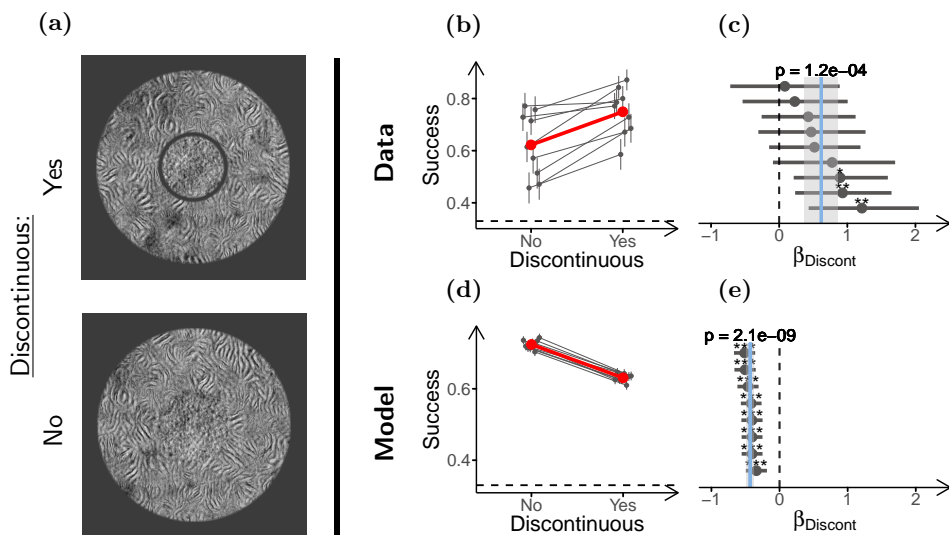 (a)
Discontinuous:
Yes
No
Data
Model
(b)
Success
0.8
0.6
0.4
No
Yes
Discontinuous
(c)
p = 1.2e−04
*
**
**
−1
0
1
2
βDiscont
(d)
Success
0.6
0.4
No
Yes
Discontinuous
(e)
p = 2.1e−09
***
***
***
***
***
***
***
***
−1
0
1
2
βDiscont